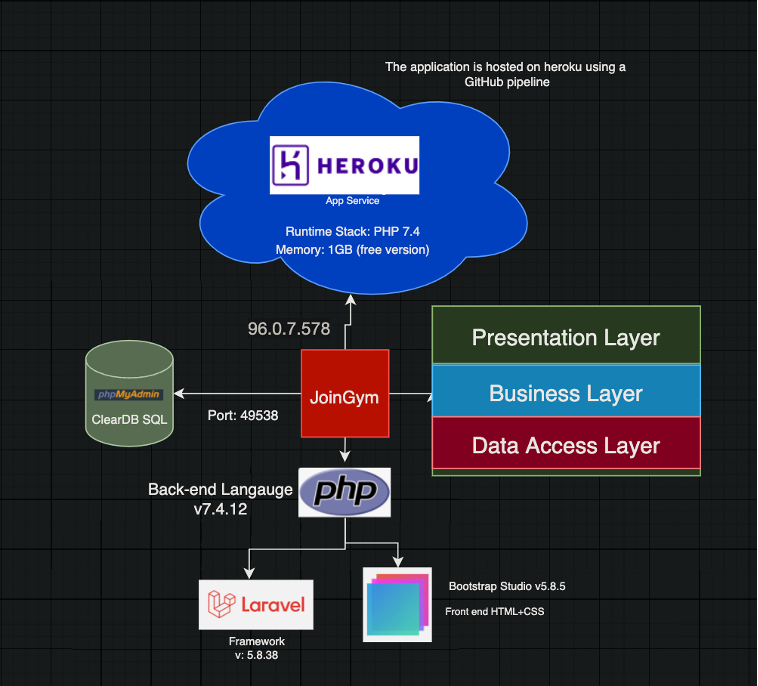 The application is hosted on heroku using a
GitHub pipeline
HEROKU
App Service
Runtime Stack: PHP 7.4
Memory: 1GB (free version)
96.0.7.578
Presentation Layer
Business Layer
Data Access Layer
JoinGym
phpMyAdmin
ClearDB SQL
Port: 49538
Back-end Langauge
v7.4.12
php
Laravel
Framework
v: 5.8.38
Bootstrap Studio v5.8.5
Front end HTML+CSS